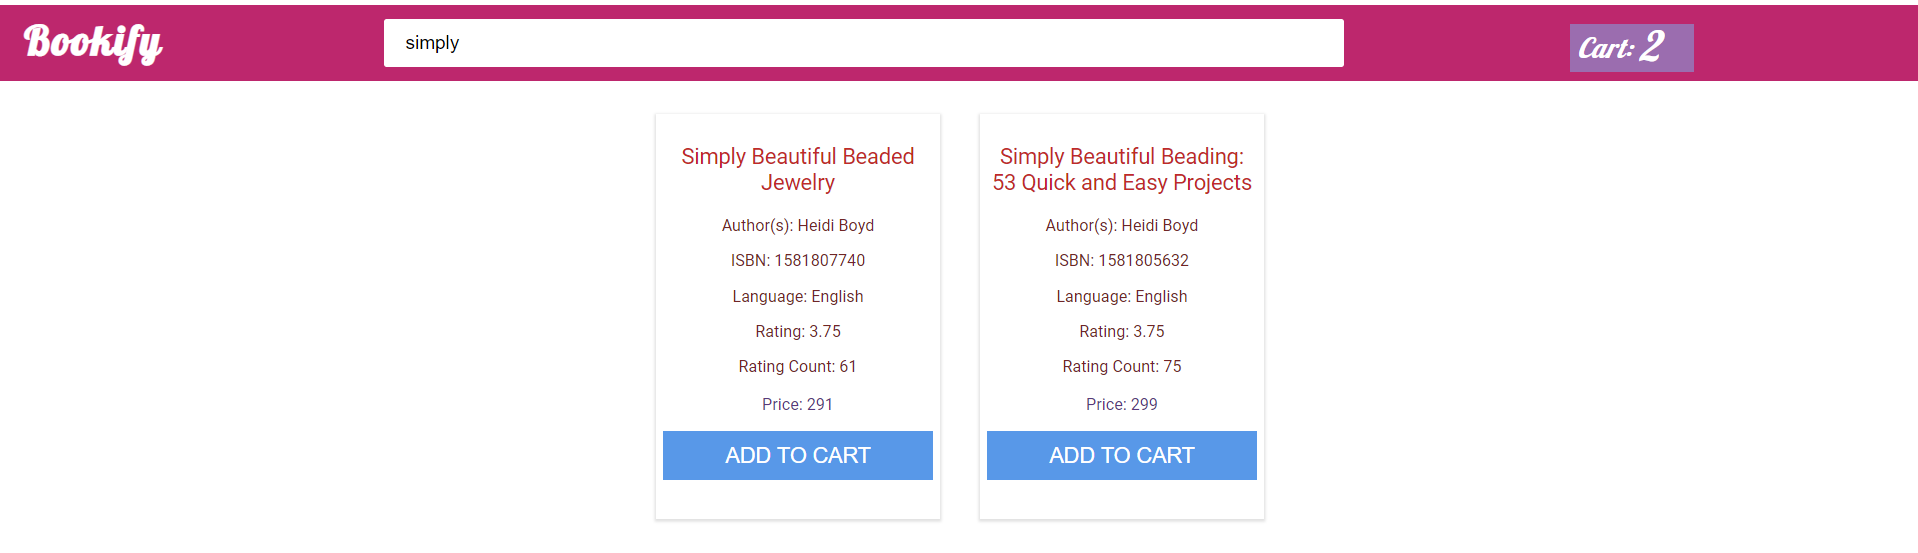 Bookify
simply
Cart: 2
Simply Beautiful Beaded
Jewelry
Author(s): Heidi Boyd
ISBN: 1581807740
Language: English
Rating: 3.75
Rating Count: 61
Price: 291
ADD TO CART
Simply Beautiful Beading:
53 Quick and Easy Projects
Author(s): Heidi Boyd
ISBN: 1581805632
Language: English
Rating: 3.75
Rating Count: 75
Price: 299
ADD TO CART